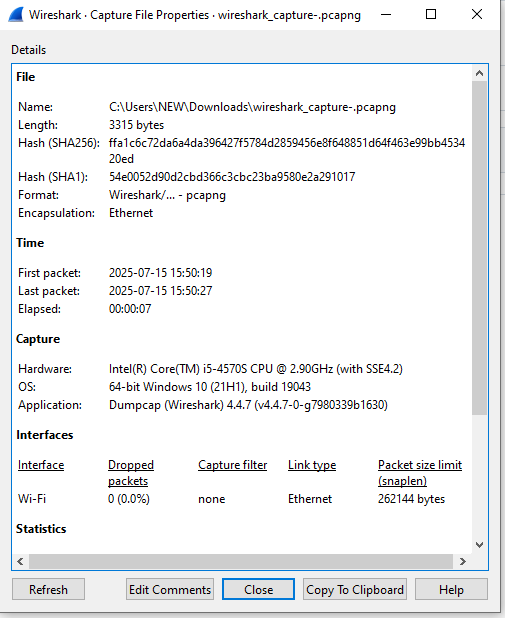 Wireshark · Capture File Properties · wireshark_capture-.pcapng
Details
File
Name: C:\Users\NEW\Downloads\wireshark_capture-.pcapng
Length: 3315 bytes
Hash (SHA256): ffa1c6c72da6a4da396427f5784d2859456e8f648851d64f463e99bb4534
20ed
Hash (SHA1): 54e0052d90d2cbd366c3cbc23ba9580e2a291017
Format: Wireshark/... - pcapng
Encapsulation: Ethernet
Time
First packet: 2025-07-15 15:50:19
Last packet: 2025-07-15 15:50:27
Elapsed: 00:00:07
Capture
Hardware: Intel(R) Core(TM) i5-4570S CPU @ 2.90GHz (with SSE4.2)
OS: 64-bit Windows 10 (21H1), build 19043
Application: Dumpcap (Wireshark) 4.4.7 (v4.4.7-0-g7980339b1630)
Interfaces
Interface Dropped packets Capture filter Link type Packet size limit (snaplen)
Wi-Fi 0 (0.0%) none Ethernet 262144 bytes
Statistics
Refresh Edit Comments Close Copy To Clipboard Help